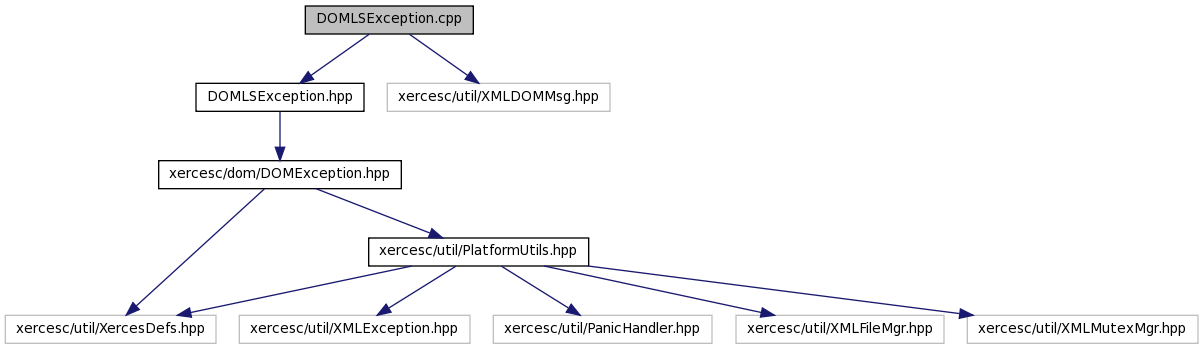 DOMLSException.cpp
DOMLSException.hpp
xercesc/util/XMLDOMMsg.hpp
xercesc/dom/DOMException.hpp
xercesc/util/PlatformUtils.hpp
xercesc/util/XercesDefs.hpp
xercesc/util/XMLException.hpp
xercesc/util/PanicHandler.hpp
xercesc/util/XMLFileMgr.hpp
xercesc/util/XMLMutexMgr.hpp